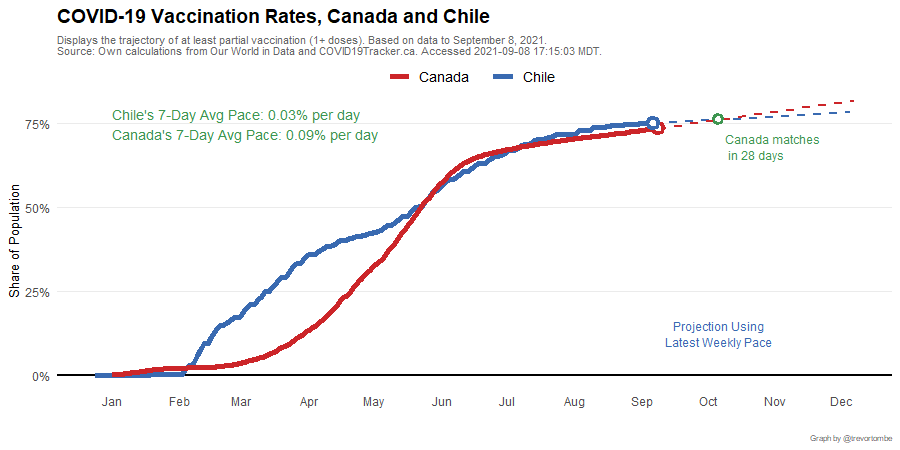 COVID-19 Vaccination Rates, Canada and Chile
Displays the trajectory of at least partial vaccination (1+ doses). Based on data to September 8, 2021.
Source: Own calculations from Our World in Data and COVID19Tracker.ca. Accessed 2021-09-08 17:15:03 MDT.
Canada Chile
Chile's 7-Day Avg Pace: 0.03% per day
Canada's 7-Day Avg Pace: 0.09% per day
75%
Canada matches
in 28 days
50%
Share of Population
25%
Projection Using
Latest Weekly Pace
0%
Jan Feb Mar Apr May Jun Jul Aug Sep Oct Nov Dec
Graph by @trevortombe